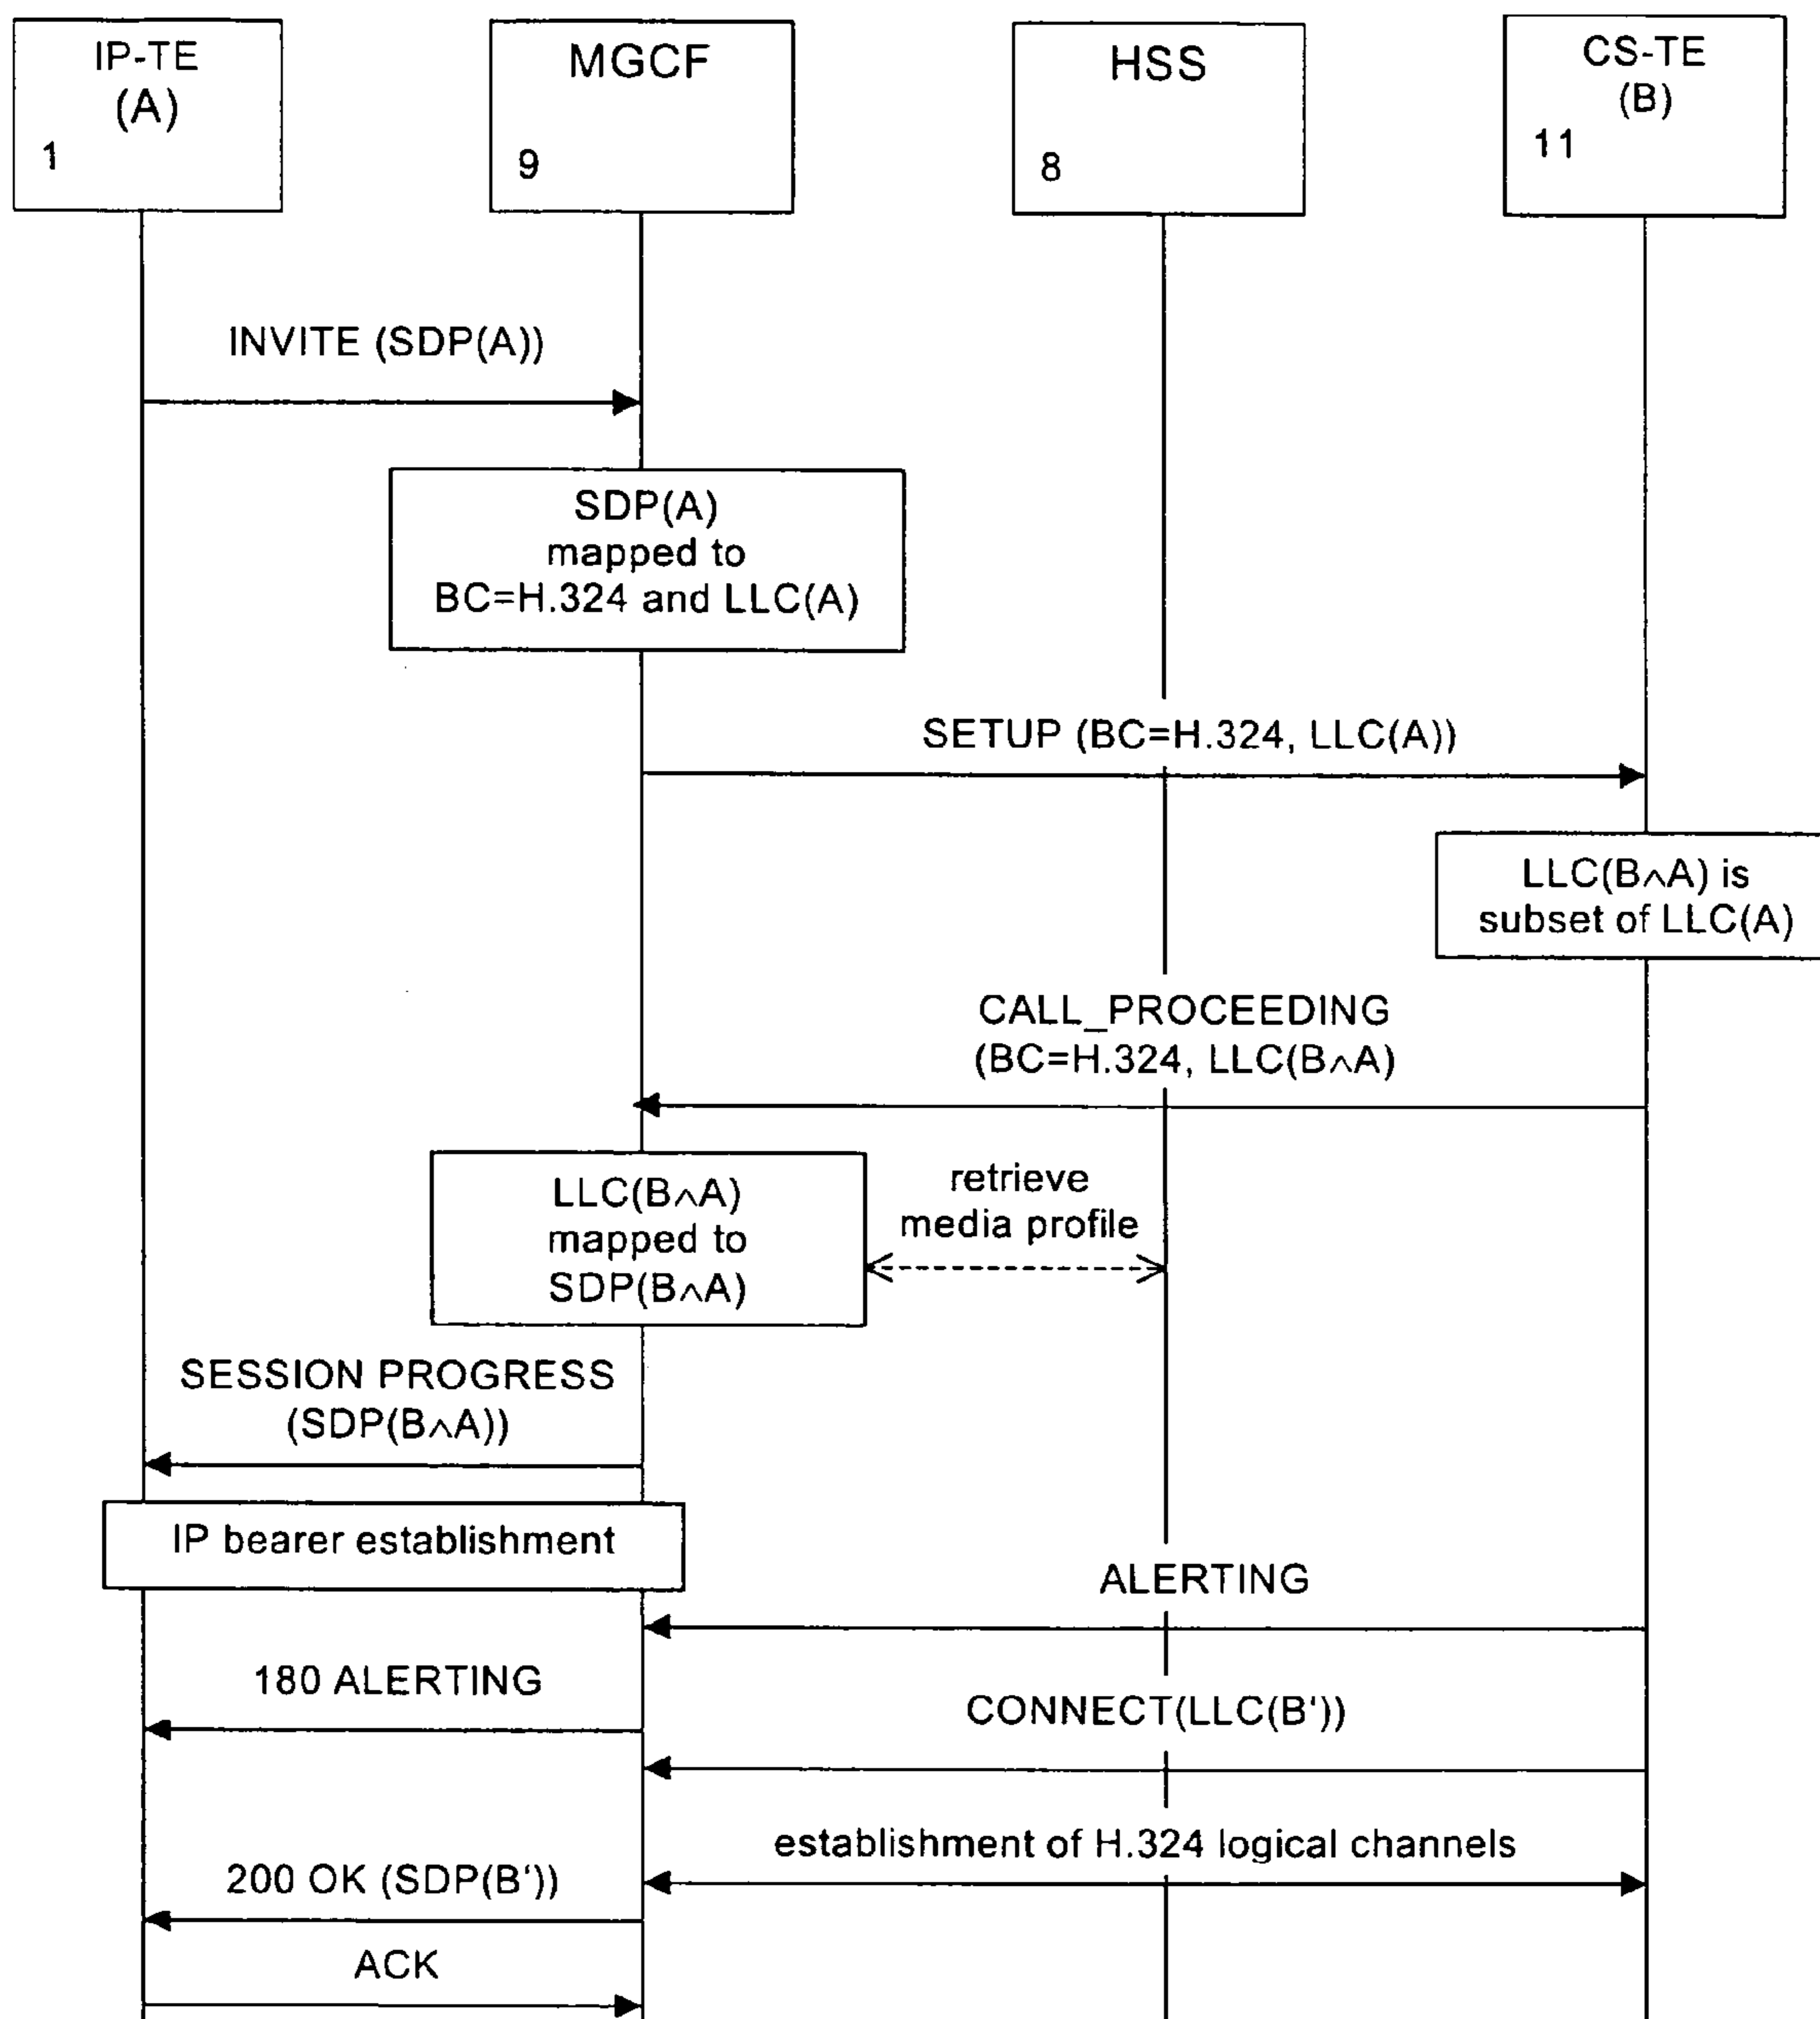 IP-TE
(A)
1
MGCF
9
HSS
8
CS-TE
(B)
11
INVITE (SDP(A))
SDP(A)
mapped to
BC=H.324 and LLC(A)
SETUP (BC=H.324, LLC(A))
LLC(B∧A) is
subset of LLC(A)
CALL_PROCEEDING
(BC=H.324, LLC(B∧A)
LLC(B∧A)
mapped to
SDP(B∧A)
retrieve
media profile
SESSION PROGRESS
(SDP(B∧A))
IP bearer establishment
ALERTING
180 ALERTING
CONNECT(LLC(B'))
establishment of H.324 logical channels
200 OK (SDP(B'))
ACK